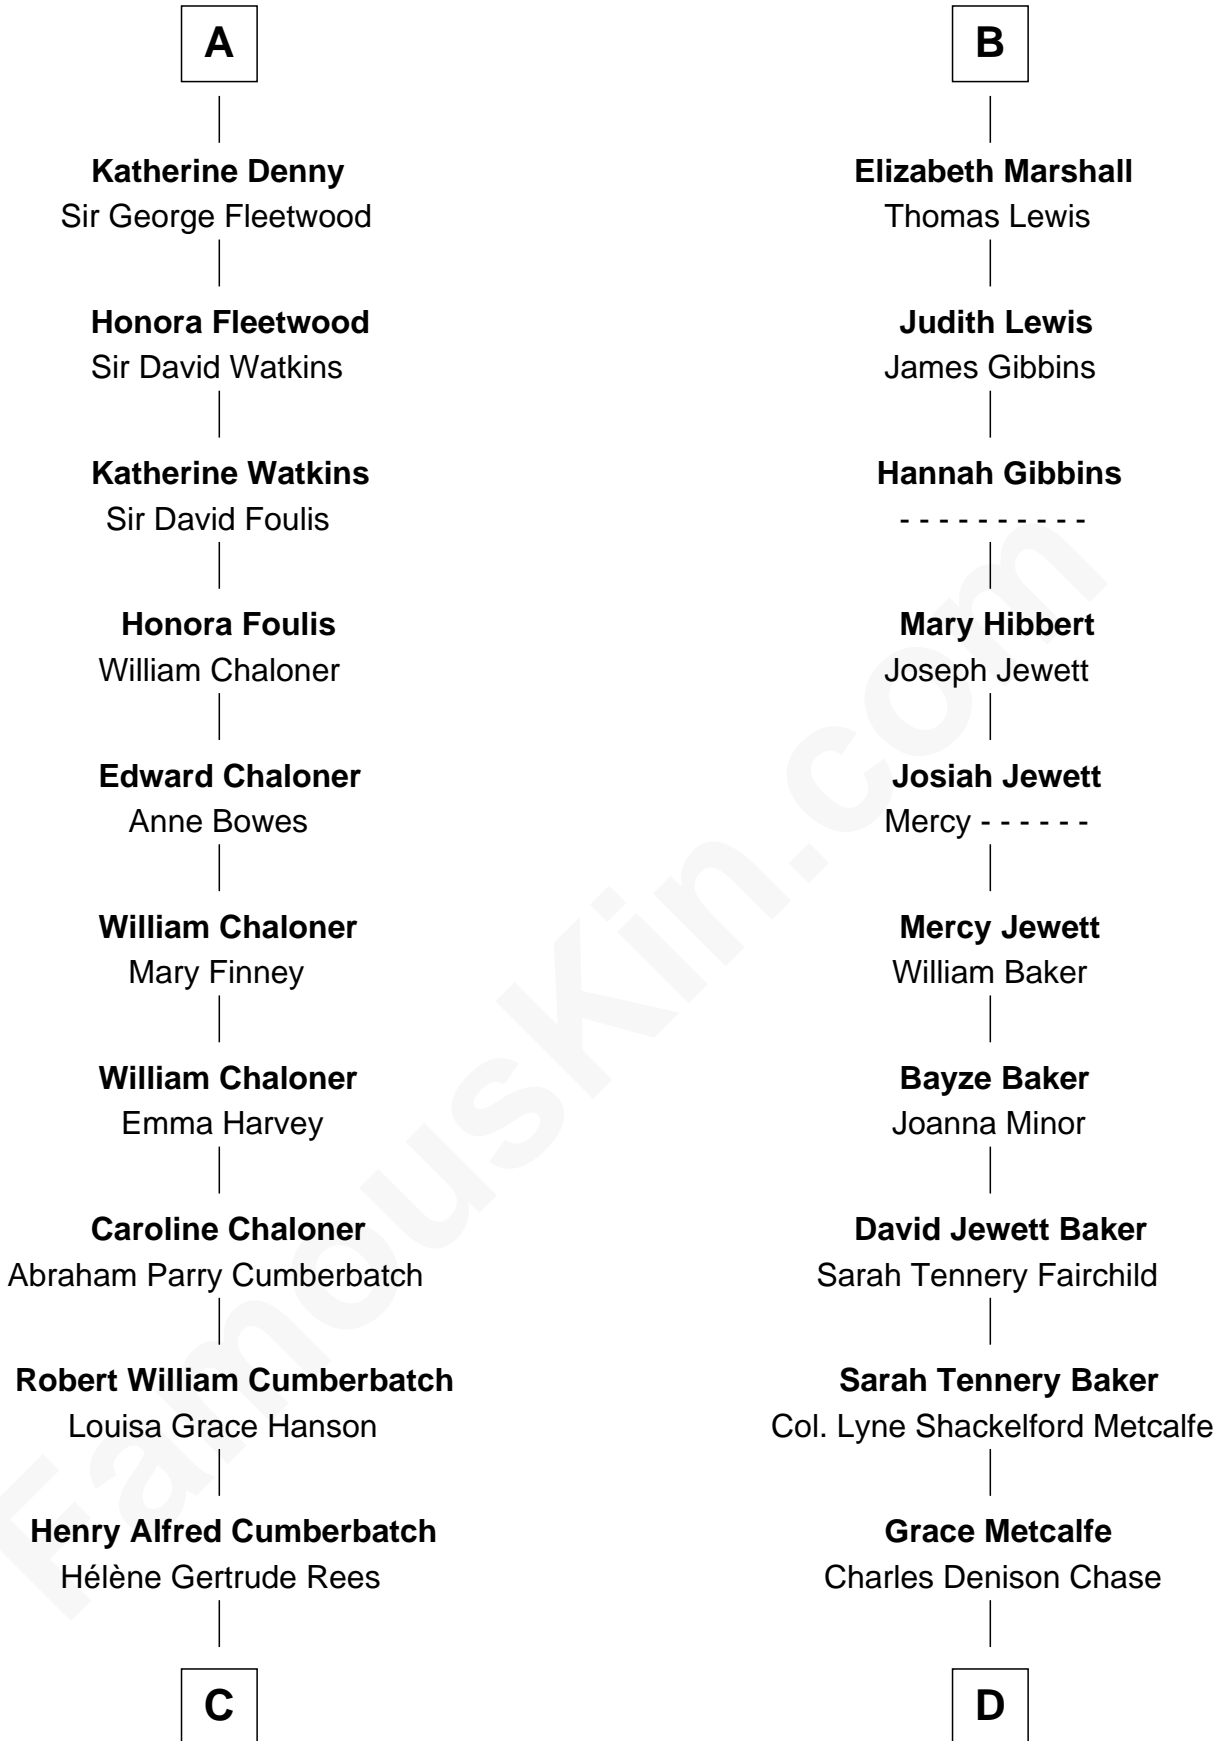 A
Katherine Denny
Sir George Fleetwood
Honora Fleetwood
Sir David Watkins
Katherine Watkins
Sir David Foulis
Honora Foulis
William Chaloner
Edward Chaloner
Anne Bowes
William Chaloner
Mary Finney
William Chaloner
Emma Harvey
Caroline Chaloner
Abraham Parry Cumberbatch
Robert William Cumberbatch
Louisa Grace Hanson
Henry Alfred Cumberbatch
Hélène Gertrude Rees
C
B
Elizabeth Marshall
Thomas Lewis
Judith Lewis
James Gibbins
Hannah Gibbins
- - - - - - - - - -
Mary Hibbert
Joseph Jewett
Josiah Jewett
Mercy - - - - - -
Mercy Jewett
William Baker
Bayze Baker
Joanna Minor
David Jewett Baker
Sarah Tennery Fairchild
Sarah Tennery Baker
Col. Lyne Shackelford Metcalfe
Grace Metcalfe
Charles Denison Chase
D
FamousKin.com